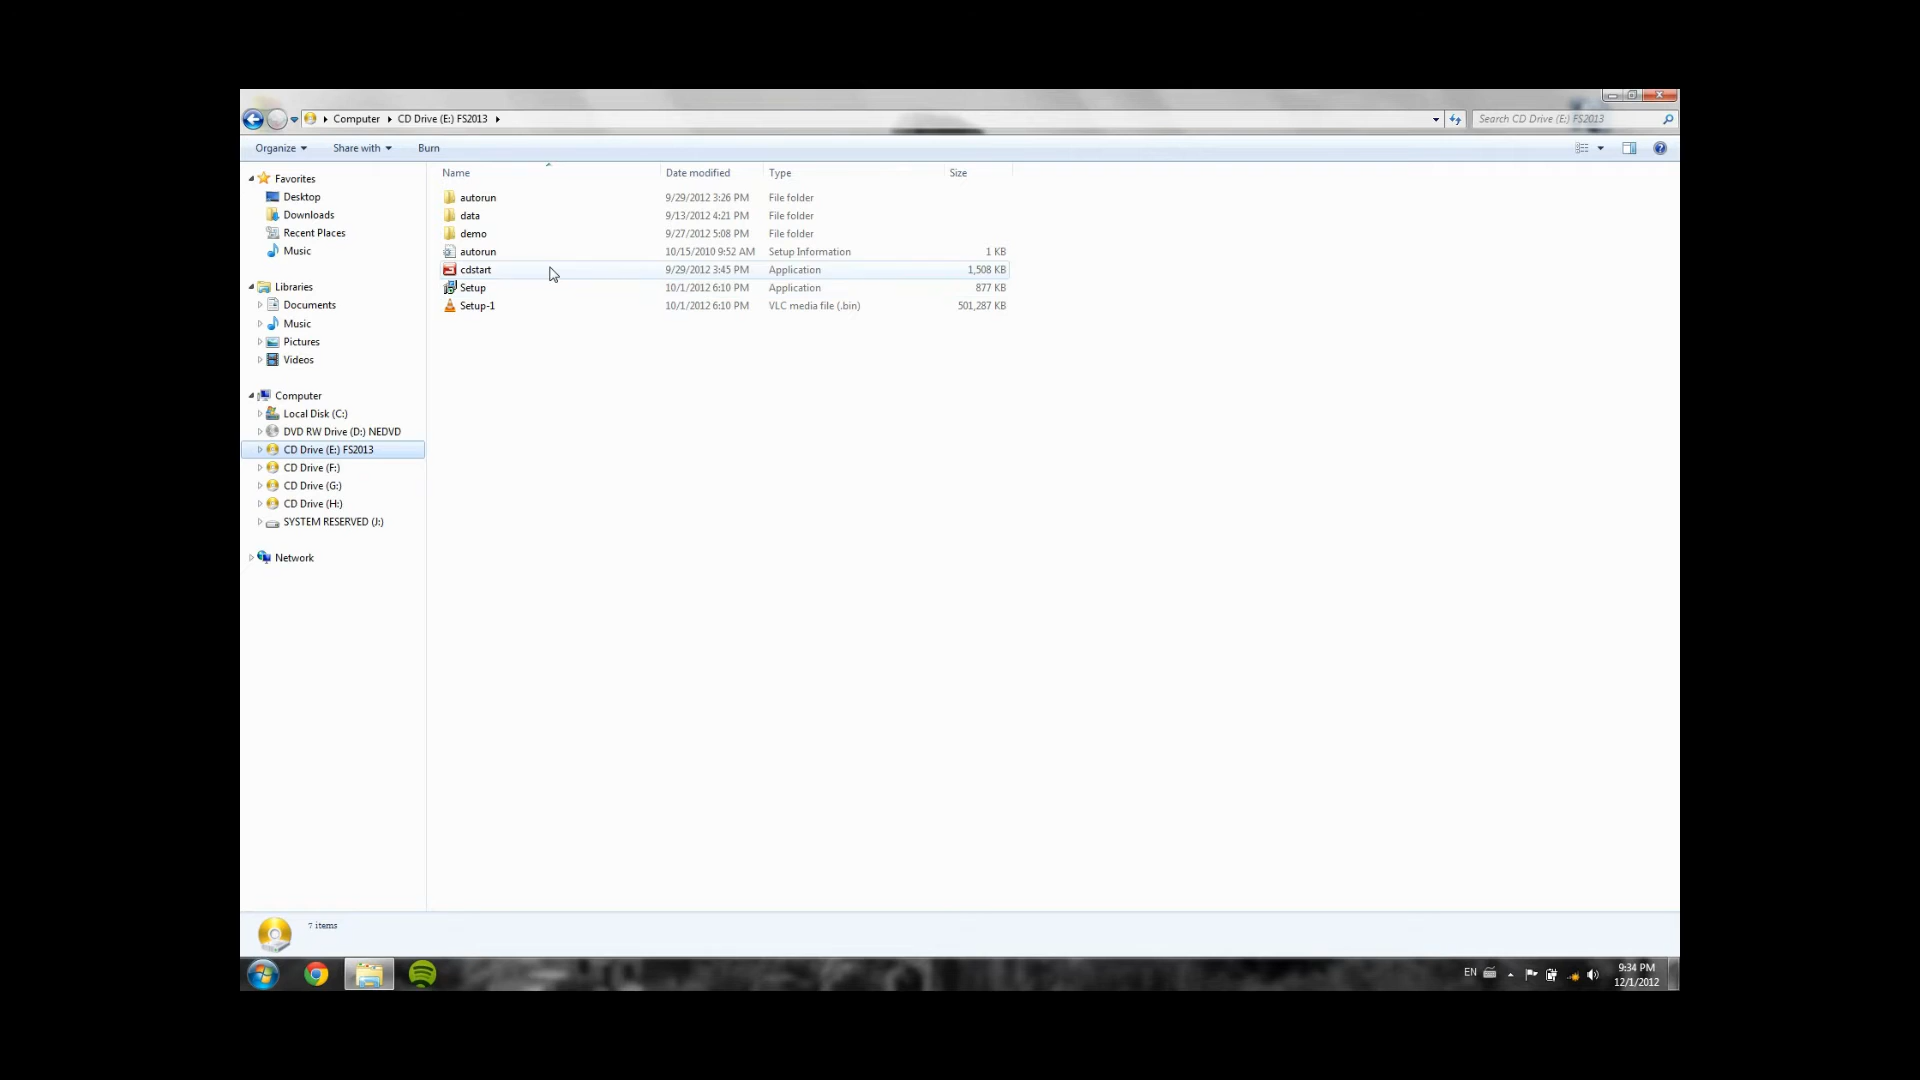 Computer CD Drive (E:) FS2013
Search CD Drive (E:) FS2013
Organize Share with Burn
Name Date modified Type Size
autorun 9/29/2012 3:26 PM File folder
data 9/13/2012 4:21 PM File folder
demo 9/27/2012 5:08 PM File folder
autorun 10/15/2010 9:52 AM Setup Information 1 KB
cdstart 9/29/2012 3:45 PM Application 1,508 KB
Setup 10/1/2012 6:10 PM Application 877 KB
Setup-1 10/1/2012 6:10 PM VLC media file (.bin) 501,287 KB
Favorites
Desktop
Downloads
Recent Places
Music
Libraries
Documents
Music
Pictures
Videos
Computer
Local Disk (C:)
DVD RW Drive (D:) NEDVD
CD Drive (E:) FS2013
CD Drive (F:)
CD Drive (G:)
CD Drive (H:)
SYSTEM RESERVED (J:)
Network
7 items
EN
9:34 PM
12/1/2012